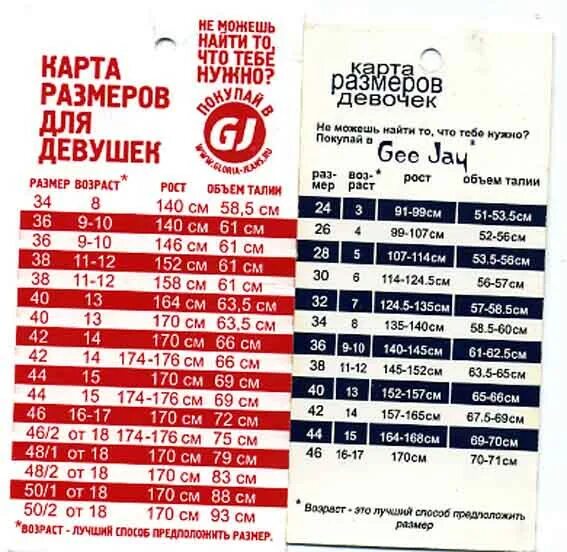 КАРТА
РАЗМЕРОВ
ДЛЯ
ДЕВУШЕК
НЕ МОЖЕШЬ
НАЙТИ ТО,
ЧТО ТЕБЕ
НУЖНО?
ПОКУПАЙ В
GJ
WWW.GLORIA-JEANS.RU
РАЗМЕР ВОЗРАСТ* РОСТ ОБЪЕМ ТАЛИИ
34 8 140 СМ 58,5 СМ
36 9-10 140 СМ 61 СМ
36 9-10 146 СМ 61 СМ
38 11-12 152 СМ 61 СМ
38 11-12 158 СМ 61 СМ
40 13 164 СМ 63,5 СМ
40 13 170 СМ 63,5 СМ
42 14 170 СМ 66 СМ
42 14 174-176 СМ 66 СМ
44 15 170 СМ 69 СМ
44 15 174-176 СМ 69 СМ
46 16-17 170 СМ 72 СМ
46/2 от 18 174-176 СМ 75 СМ
48/1 от 18 170 СМ 79 СМ
48/2 от 18 170 СМ 83 СМ
50/1 от 18 170 СМ 88 СМ
50/2 от 18 170 СМ 93 СМ
*ВОЗРАСТ - ЛУЧШИЙ СПОСОБ ПРЕДПОЛОЖИТЬ РАЗМЕР.
карта
размеров
девочек
Не можешь найти то, что тебе нужно?
Покупай в Gee Jay*
раз-мер воз-раст* рост объем талии
24 3 91-99см 51-53.5см
26 4 99-107см 52-56см
28 5 107-114см 53.5-56см
30 6 114-124.5см 56-57см
32 7 124.5-135см 57-58.5см
34 8 135-140см 58.5-60см
36 9-10 140-145см 61-62.5см
38 11-12 145-152см 63.5-65см
40 13 152-157см 65-66см
42 14 157-165см 67.5-69см
44 15 164-168см 69-70см
46 16-17 170см 70-71см
* Возраст - это лучший способ предположить
размер